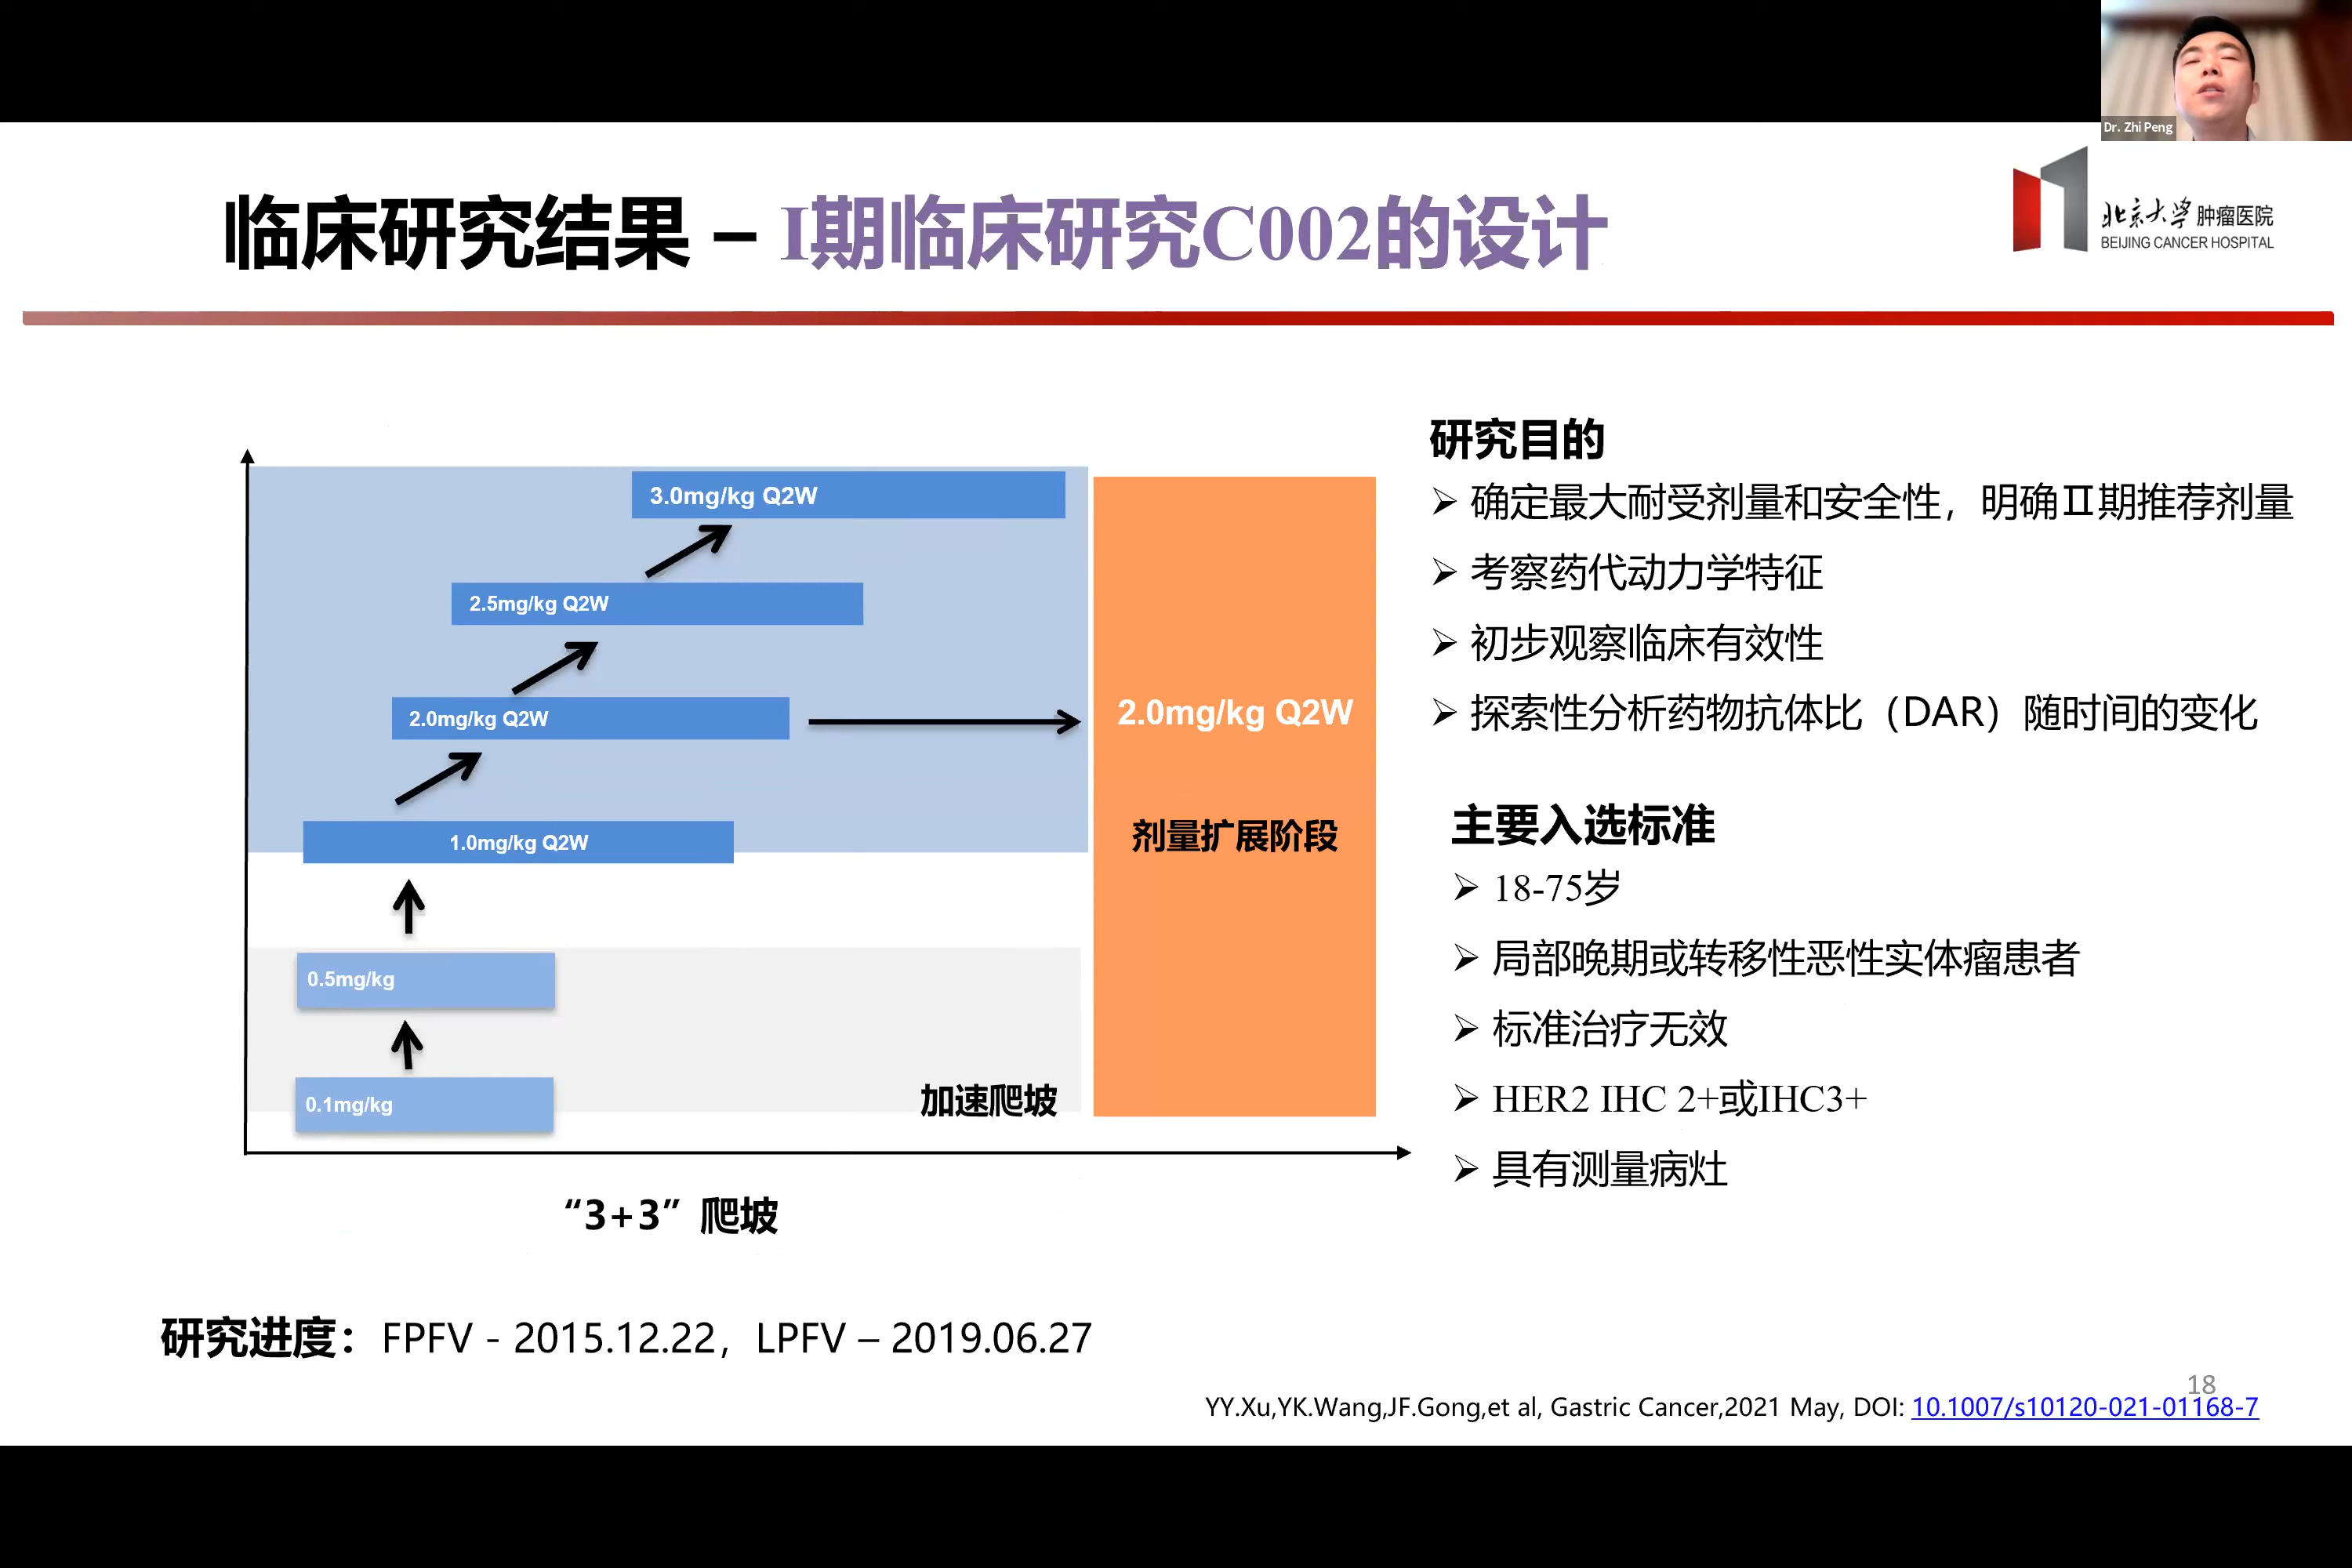 Dr. Zhi Peng
临床研究结果 – I期临床研究C002的设计
北京大学 肿瘤医院
BEIJING CANCER HOSPITAL
3.0mg/kg Q2W
2.5mg/kg Q2W
2.0mg/kg Q2W
1.0mg/kg Q2W
0.5mg/kg
0.1mg/kg
加速爬坡
“3+3”爬坡
2.0mg/kg Q2W
剂量扩展阶段
研究目的
➢ 确定最大耐受剂量和安全性，明确Ⅱ期推荐剂量
➢ 考察药代动力学特征
➢ 初步观察临床有效性
➢ 探索性分析药物抗体比（DAR）随时间的变化
主要入选标准
➢ 18-75岁
➢ 局部晚期或转移性恶性实体瘤患者
➢ 标准治疗无效
➢ HER2 IHC 2+或IHC3+
➢ 具有测量病灶
研究进度：FPFV - 2015.12.22，LPFV – 2019.06.27
18
YY.Xu,YK.Wang,JF.Gong,et al, Gastric Cancer,2021 May, DOI: 10.1007/s10120-021-01168-7